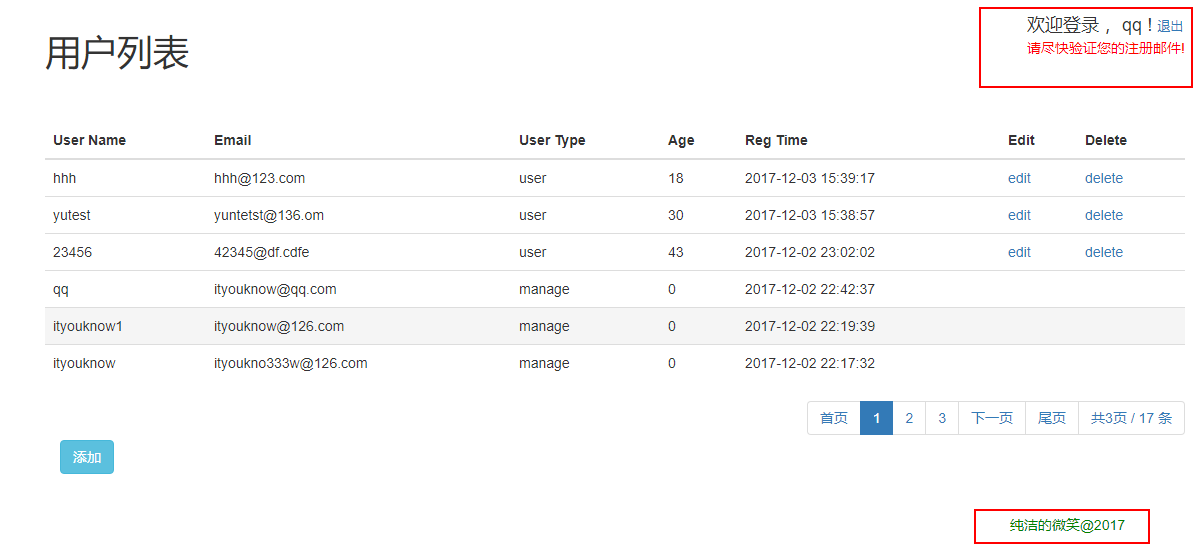 欢迎登录 ，qq ! 退出
请尽快验证您的注册邮件!
用户列表
User Name Email User Type Age Reg Time Edit Delete
hhh hhh@123.com user 18 2017-12-03 15:39:17 edit delete
yutest yuntetst@136.om user 30 2017-12-03 15:38:57 edit delete
23456 42345@df.cdfe user 43 2017-12-02 23:02:02 edit delete
qq ityouknow@qq.com manage 0 2017-12-02 22:42:37
ityouknow1 ityouknow@126.com manage 0 2017-12-02 22:19:39
ityouknow ityoukno333w@126.com manage 0 2017-12-02 22:17:32
首页 1 2 3 下一页 尾页 共3页 / 17 条
添加
纯洁的微笑@2017